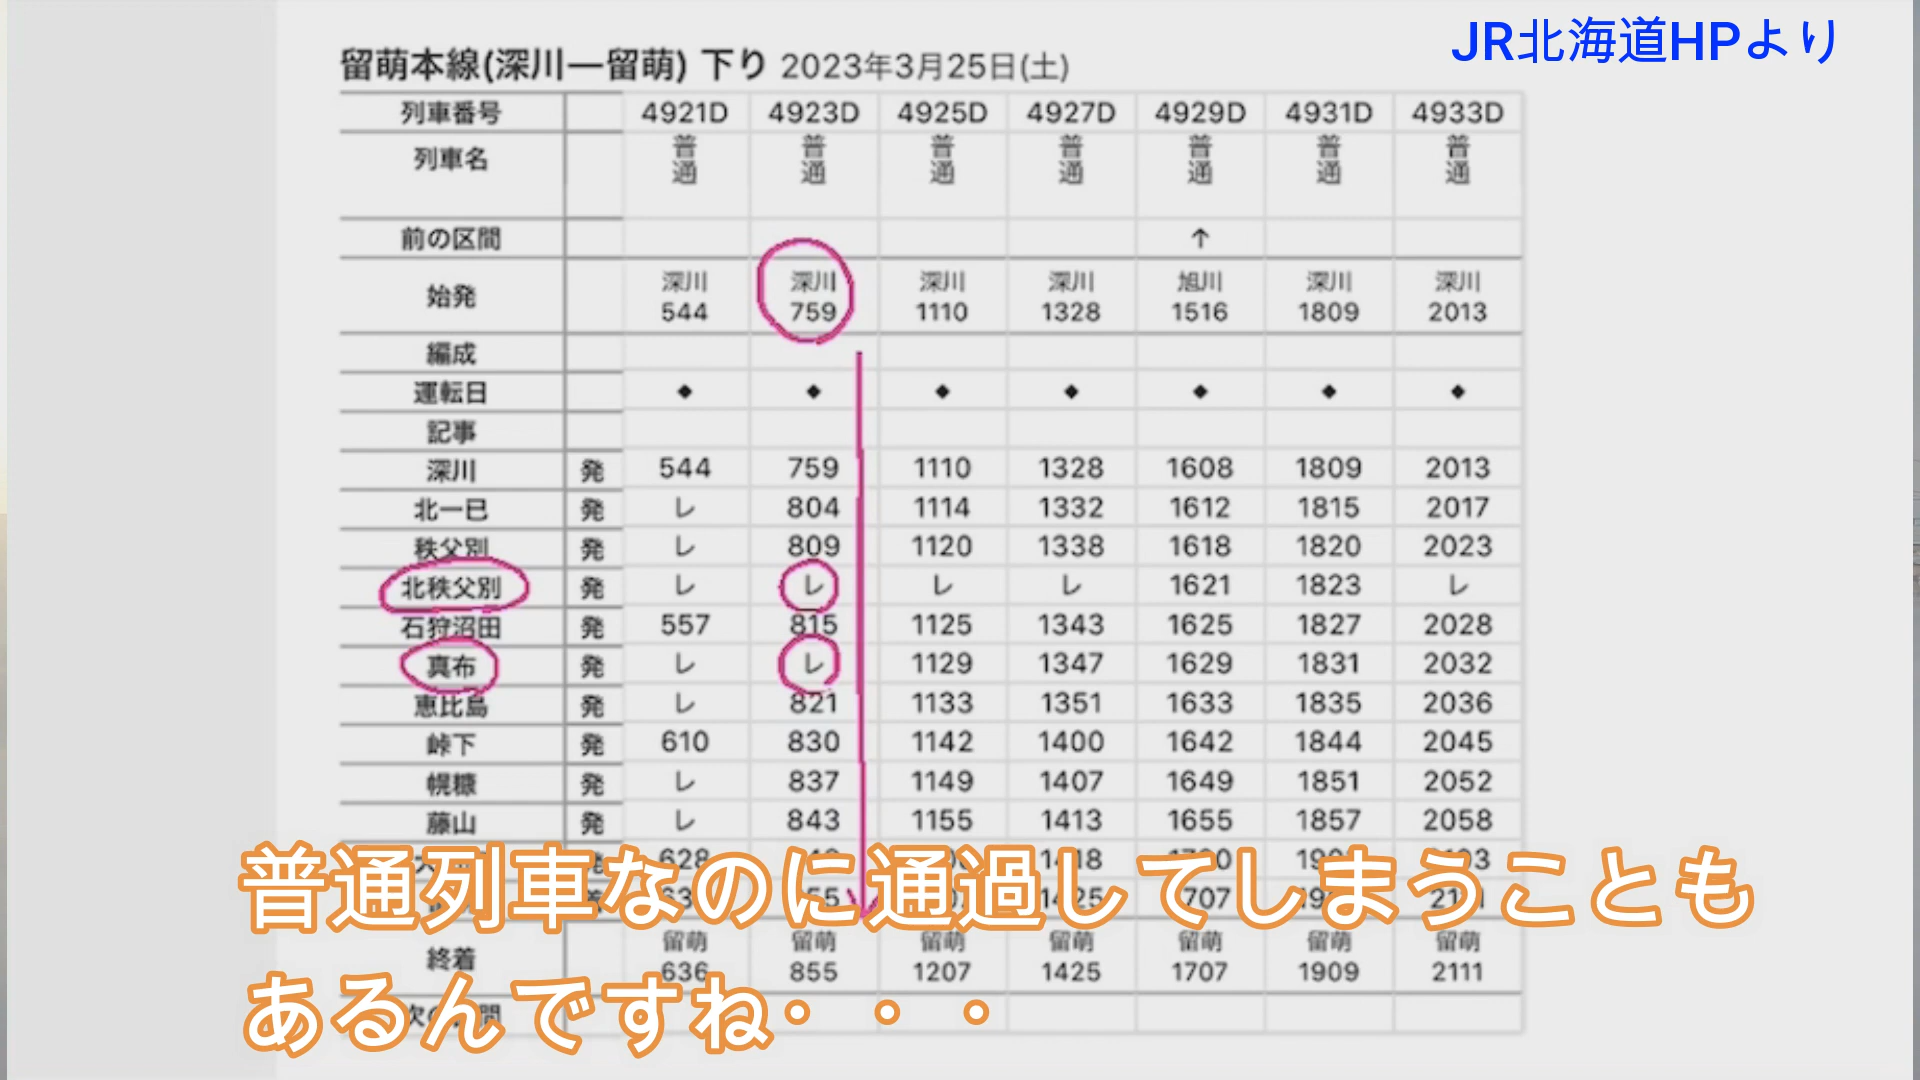 JR北海道HPより
留萌本線(深川―留萌) 下り 2023年3月25日(土)
列車番号 4921D 4923D 4925D 4927D 4929D 4931D 4933D
列車名 普通 普通 普通 普通 普通 普通 普通
前の区間 ↑
始発 深川 深川 深川 深川 旭川 深川 深川
544 759 1110 1328 1516 1809 2013
編成
運転日 ◆ ◆ ◆ ◆ ◆ ◆ ◆
記事
深川 発 544 759 1110 1328 1608 1809 2013
北一已 発 レ 804 1114 1332 1612 1815 2017
秩父別 発 レ 809 1120 1338 1618 1820 2023
北秩父別 発 レ レ レ レ 1621 1823 レ
石狩沼田 発 557 815 1125 1343 1625 1827 2028
真布 発 レ レ 1129 1347 1629 1831 2032
恵比島 発 レ 821 1133 1351 1633 1835 2036
峠下 発 610 830 1142 1400 1642 1844 2045
幌糠 発 レ 837 1149 1407 1649 1851 2052
藤山 発 レ 843 1155 1413 1655 1857 2058
628
普通列車なのに通過してしまうことも
終着 留萌 留萌 留萌 留萌 留萌 留萌 留萌
636 855 1207 1425 1707 1909 2111
あるんですね・・・